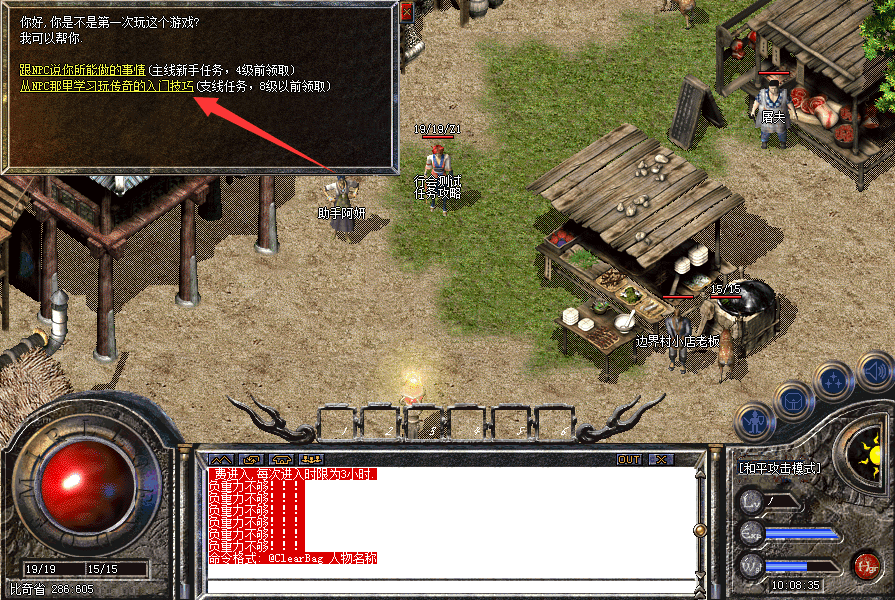 你好,你是不是第一次玩这个游戏?
我可以帮你.
跟NPC说你所能做的事情(主线新手任务, 4级前领取)
从NPC那里学习玩传奇的入门技巧(支线任务, 8级以前领取)
19/19/Z1
行会测试
任务攻略
助手阿妍
屠夫
15/15
边界村小店老板
OUT
费进入,每次进入时限为3小时.
负重力不够!!!
负重力不够!!!
负重力不够!!!
负重力不够!!!
负重力不够!!!
负重力不够!!!
命令格式: @ClearBag 人物名称
[和平攻击模式]
19/19 15/15
比奇省 286:605
10:08:35